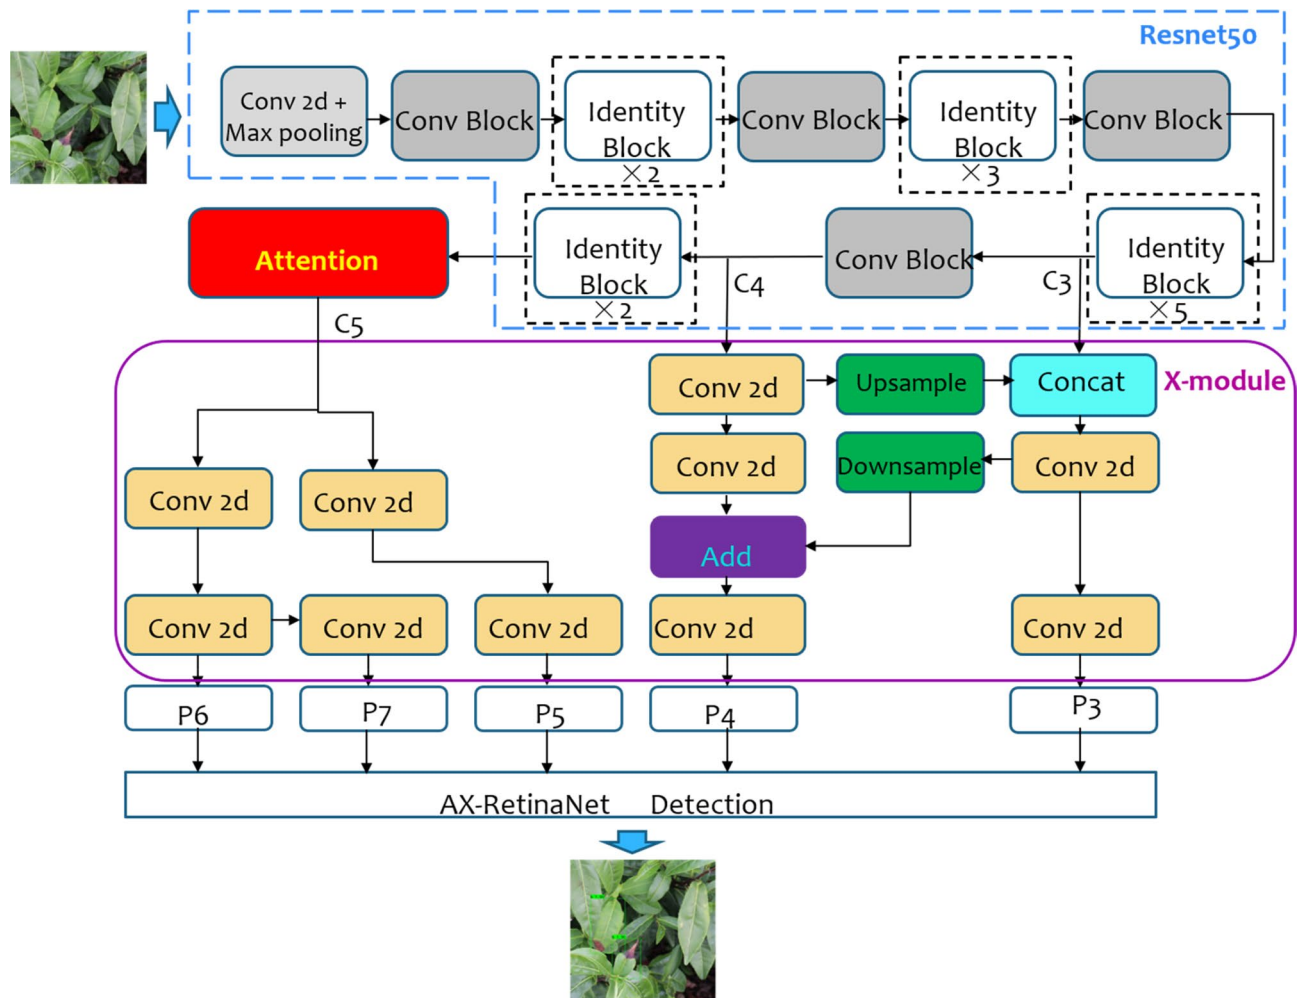 Resnet50
Conv 2d +
Max pooling
Conv Block
Identity
Block
×2
Conv Block
Identity
Block
×3
Conv Block
Attention
Identity
Block
×2
C4
Conv Block
C3
Identity
Block
×5
C5
X-module
Conv 2d
Upsample
Concat
Conv 2d
Downsample
Conv 2d
Conv 2d
Conv 2d
Add
Conv 2d
Conv 2d
Conv 2d
Conv 2d
Conv 2d
P6
P7
P5
P4
P3
AX-RetinaNet Detection